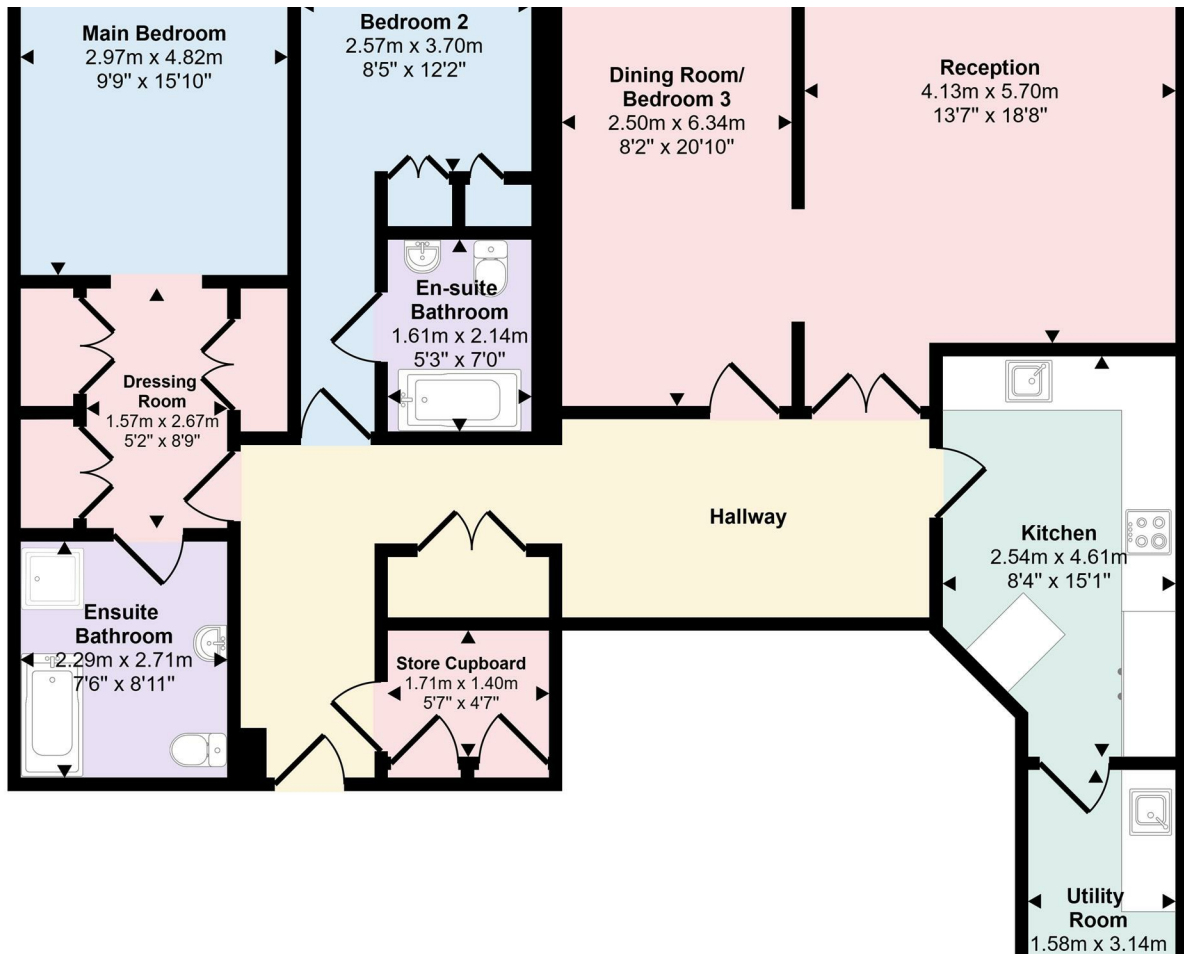 Main Bedroom
2.97m x 4.82m
9'9" x 15'10"
Bedroom 2
2.57m x 3.70m
8'5" x 12'2"
Dining Room/
Bedroom 3
2.50m x 6.34m
8'2" x 20'10"
Reception
4.13m x 5.70m
13'7" x 18'8"
En-suite
Bathroom
1.61m x 2.14m
5'3" x 7'0"
Dressing
Room
1.57m x 2.67m
5'2" x 8'9"
Hallway
Kitchen
2.54m x 4.61m
8'4" x 15'1"
Ensuite
Bathroom
2.29m x 2.71m
7'6" x 8'11"
Store Cupboard
1.71m x 1.40m
5'7" x 4'7"
Utility
Room
1.58m x 3.14m